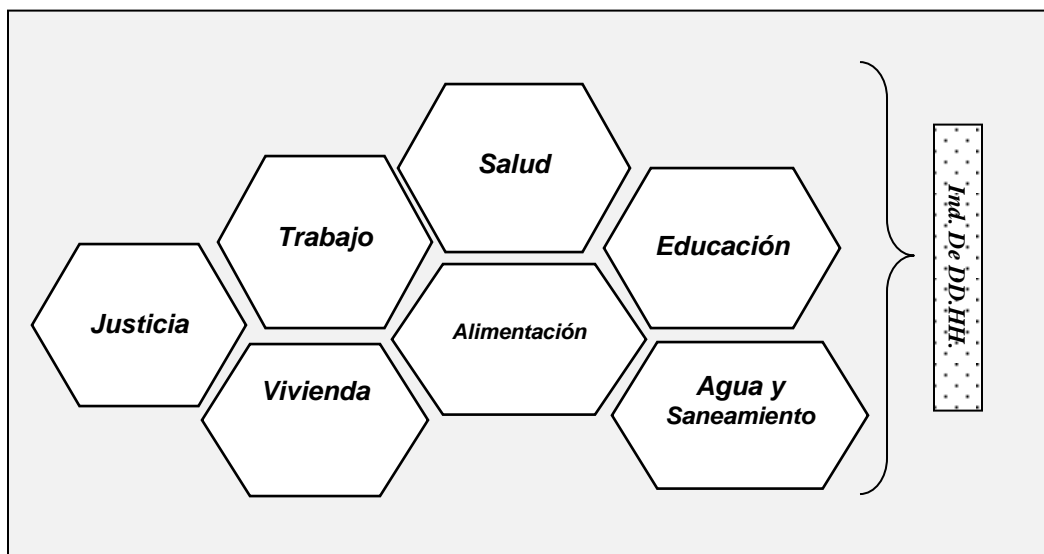 Salud
Trabajo
Educación
Justicia
Alimentación
Vivienda
Agua y
Saneamiento
Ind. De DD.HH.